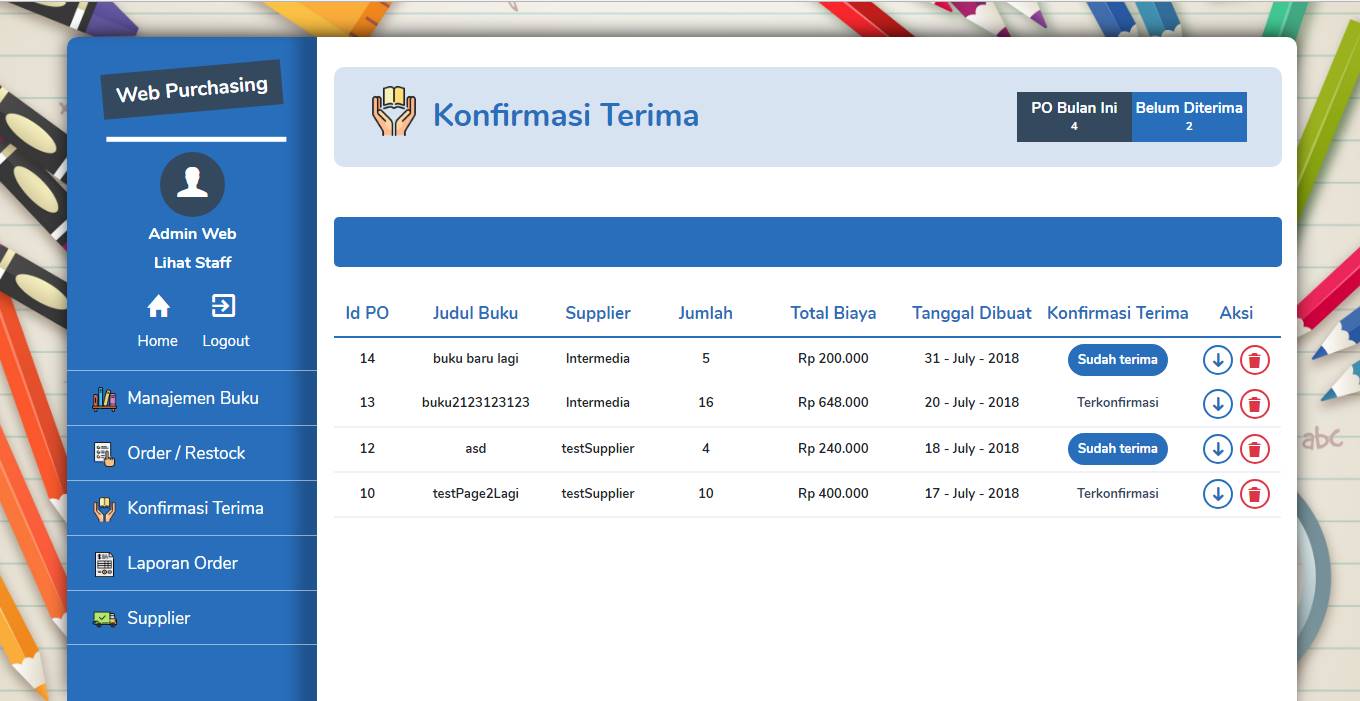 Web Purchasing
Admin Web
Lihat Staff
Home Logout
Manajemen Buku
Order / Restock
Konfirmasi Terima
Laporan Order
Supplier
Konfirmasi Terima
PO Bulan Ini Belum Diterima
4 2
Id PO Judul Buku Supplier Jumlah Total Biaya Tanggal Dibuat Konfirmasi Terima Aksi
14 buku baru lagi Intermedia 5 Rp 200.000 31 - July - 2018 Sudah terima
13 buku2123123123 Intermedia 16 Rp 648.000 20 - July - 2018 Terkonfirmasi
12 asd testSupplier 4 Rp 240.000 18 - July - 2018 Sudah terima
10 testPage2Lagi testSupplier 10 Rp 400.000 17 - July - 2018 Terkonfirmasi
abc